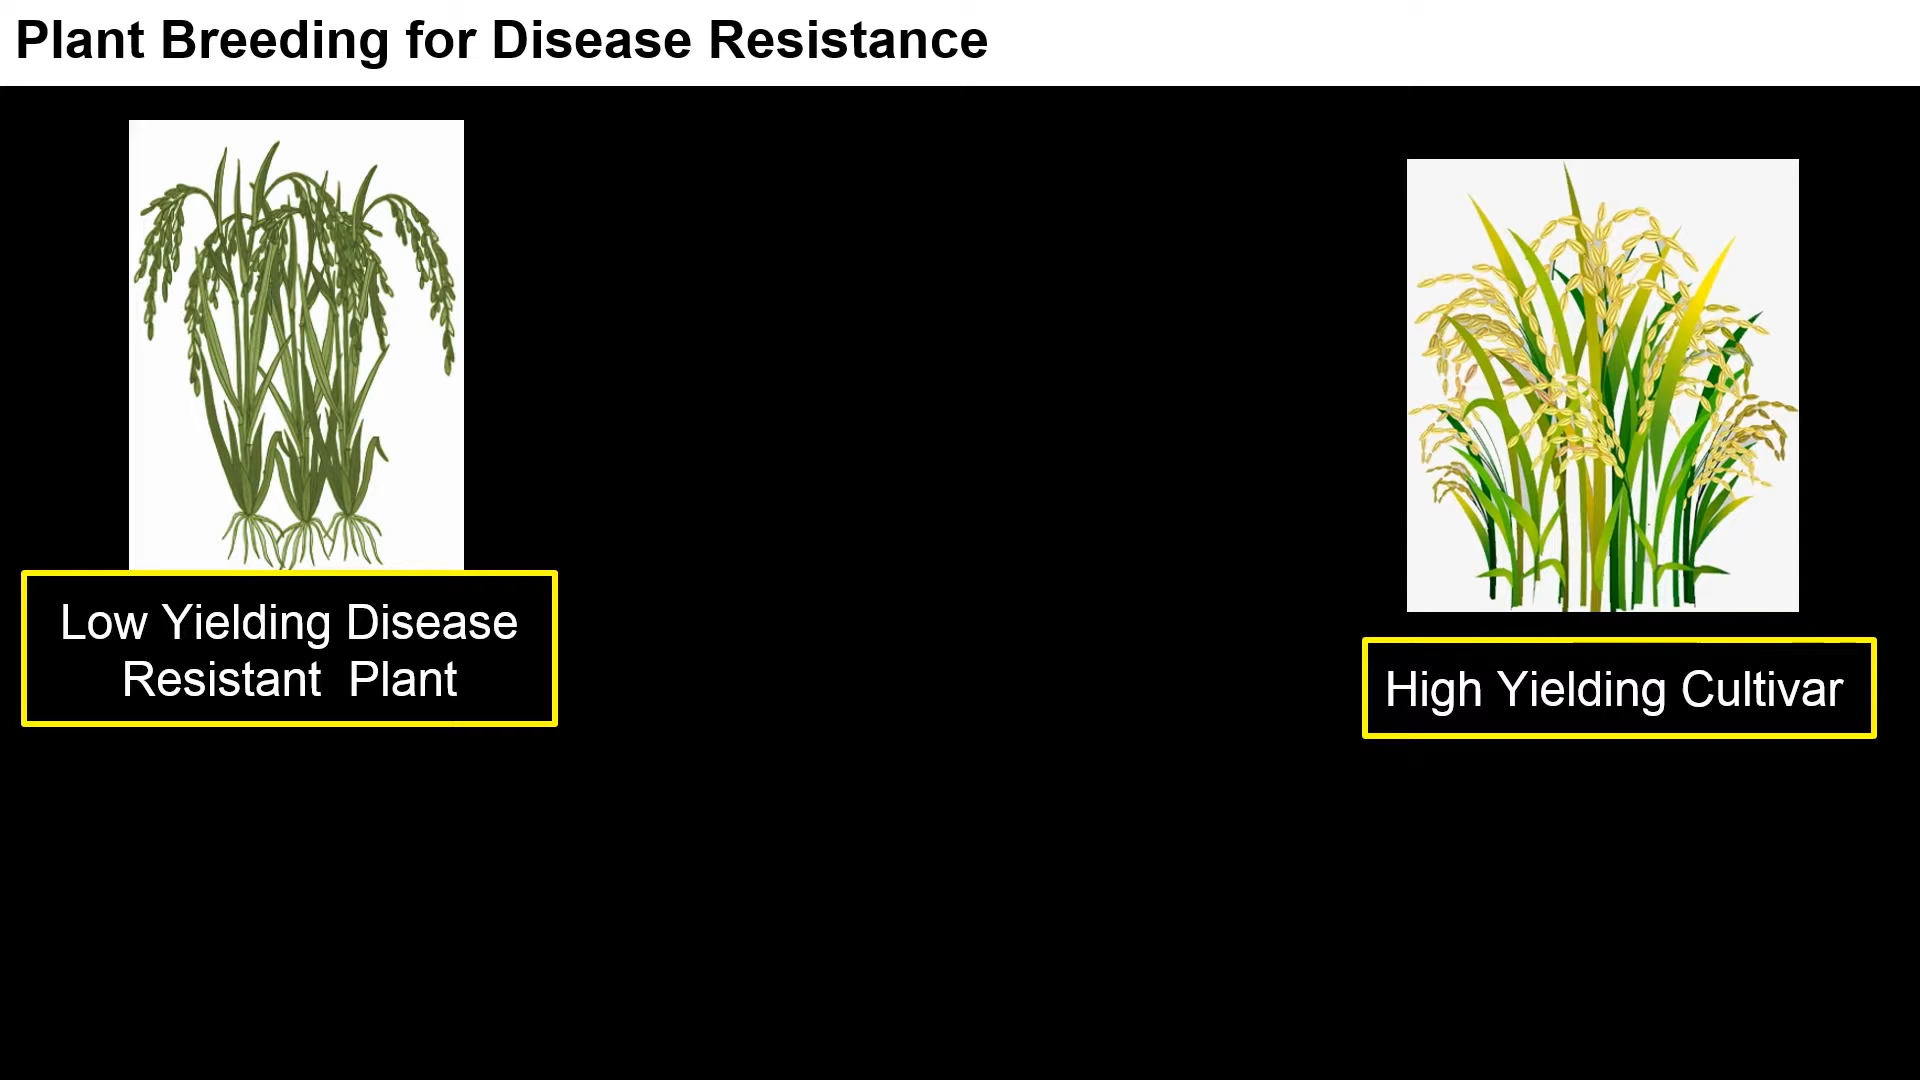 Plant Breeding for Disease Resistance
Low Yielding Disease
Resistant  Plant
High Yielding Cultivar